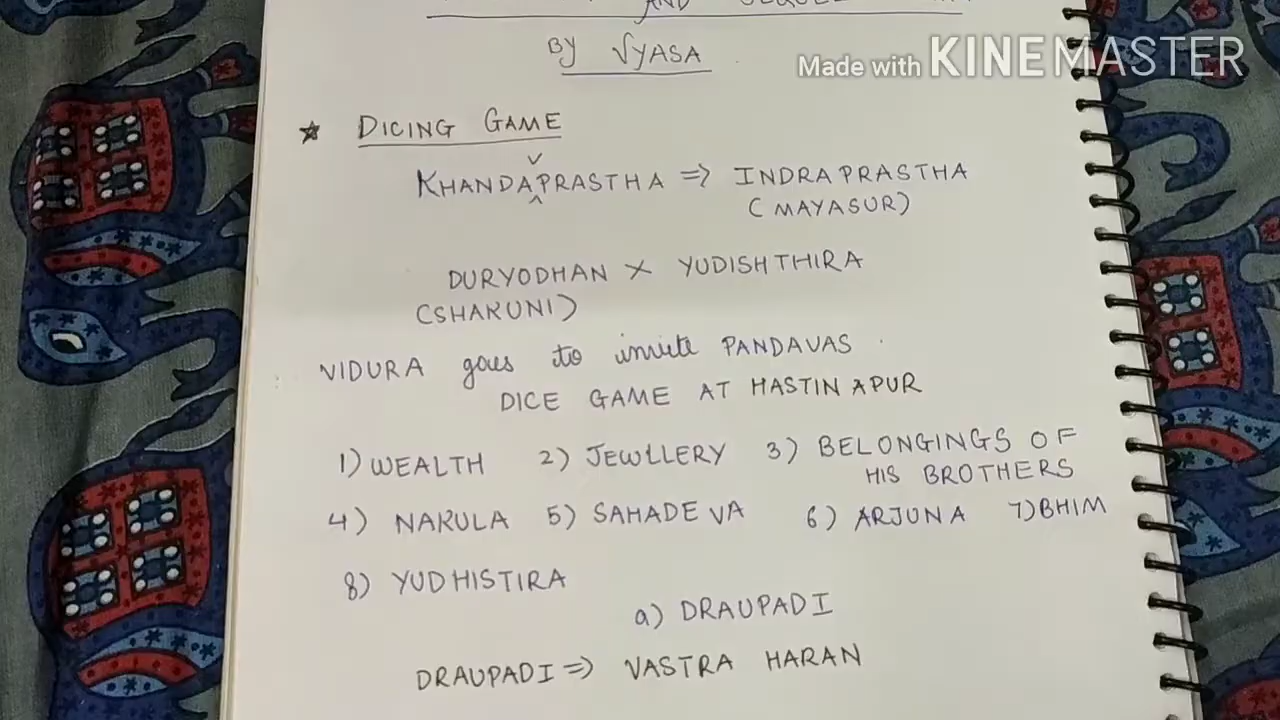 AND
BY VYASA
Made with KINEMASTER
DICING GAME
KHANDAPRASTHA => INDRAPRASTHA
(MAYASUR)
DURYODHAN X YUDISHTHIRA
(SHAKUNI)
VIDURA goes to invite PANDAVAS
DICE GAME AT HASTINAPUR
1) WEALTH 2) JEWLLERY 3) BELONGINGS OF
HIS BROTHERS
4) NAKULA 5) SAHADEVA 6) ARJUNA 7) BHIM
8) YUDHISTIRA
a) DRAUPADI
DRAUPADI => VASTRA HARAN